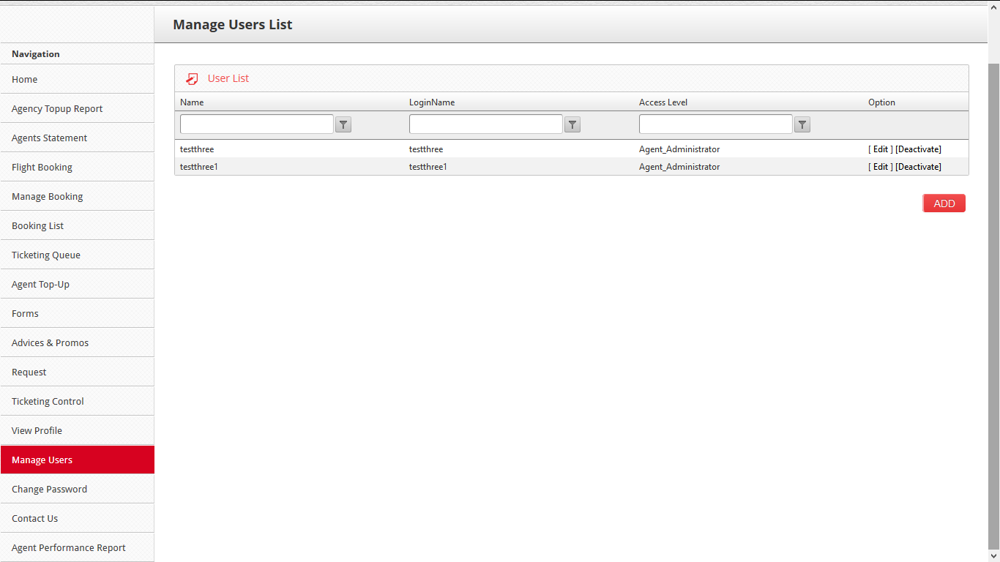 Manage Users List
Navigation
Home
Agency Topup Report
Agents Statement
Flight Booking
Manage Booking
Booking List
Ticketing Queue
Agent Top-Up
Forms
Advices & Promos
Request
Ticketing Control
View Profile
Manage Users
Change Password
Contact Us
Agent Performance Report
User List
Name LoginName Access Level Option
testthree testthree Agent_Administrator [ Edit ] [Deactivate]
testthree1 testthree1 Agent_Administrator [ Edit ] [Deactivate]
ADD